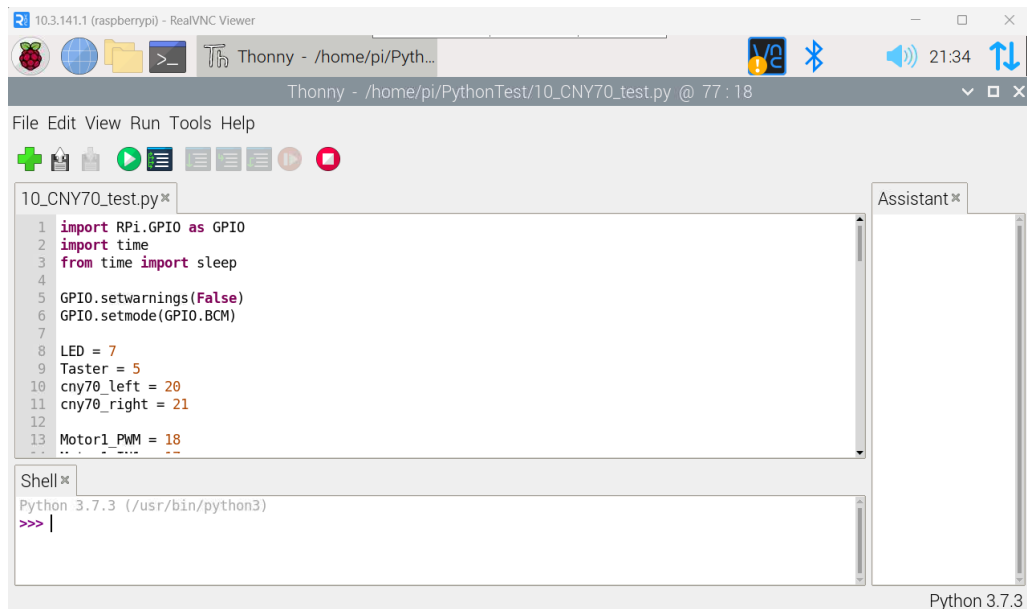 10.3.141.1 (raspberrypi) - RealVNC Viewer
Thonny - /home/pi/Pyth...
21:34
Thonny - /home/pi/PythonTest/10_CNY70_test.py @ 77 : 18
File Edit View Run Tools Help
10_CNY70_test.py
Assistant
1 import RPi.GPIO as GPIO
2 import time
3 from time import sleep
4
5 GPIO.setwarnings(False)
6 GPIO.setmode(GPIO.BCM)
7
8 LED = 7
9 Taster = 5
10 cny70_left = 20
11 cny70_right = 21
12
13 Motor1_PWM = 18
Shell
Python 3.7.3 (/usr/bin/python3)
>>>
Python 3.7.3